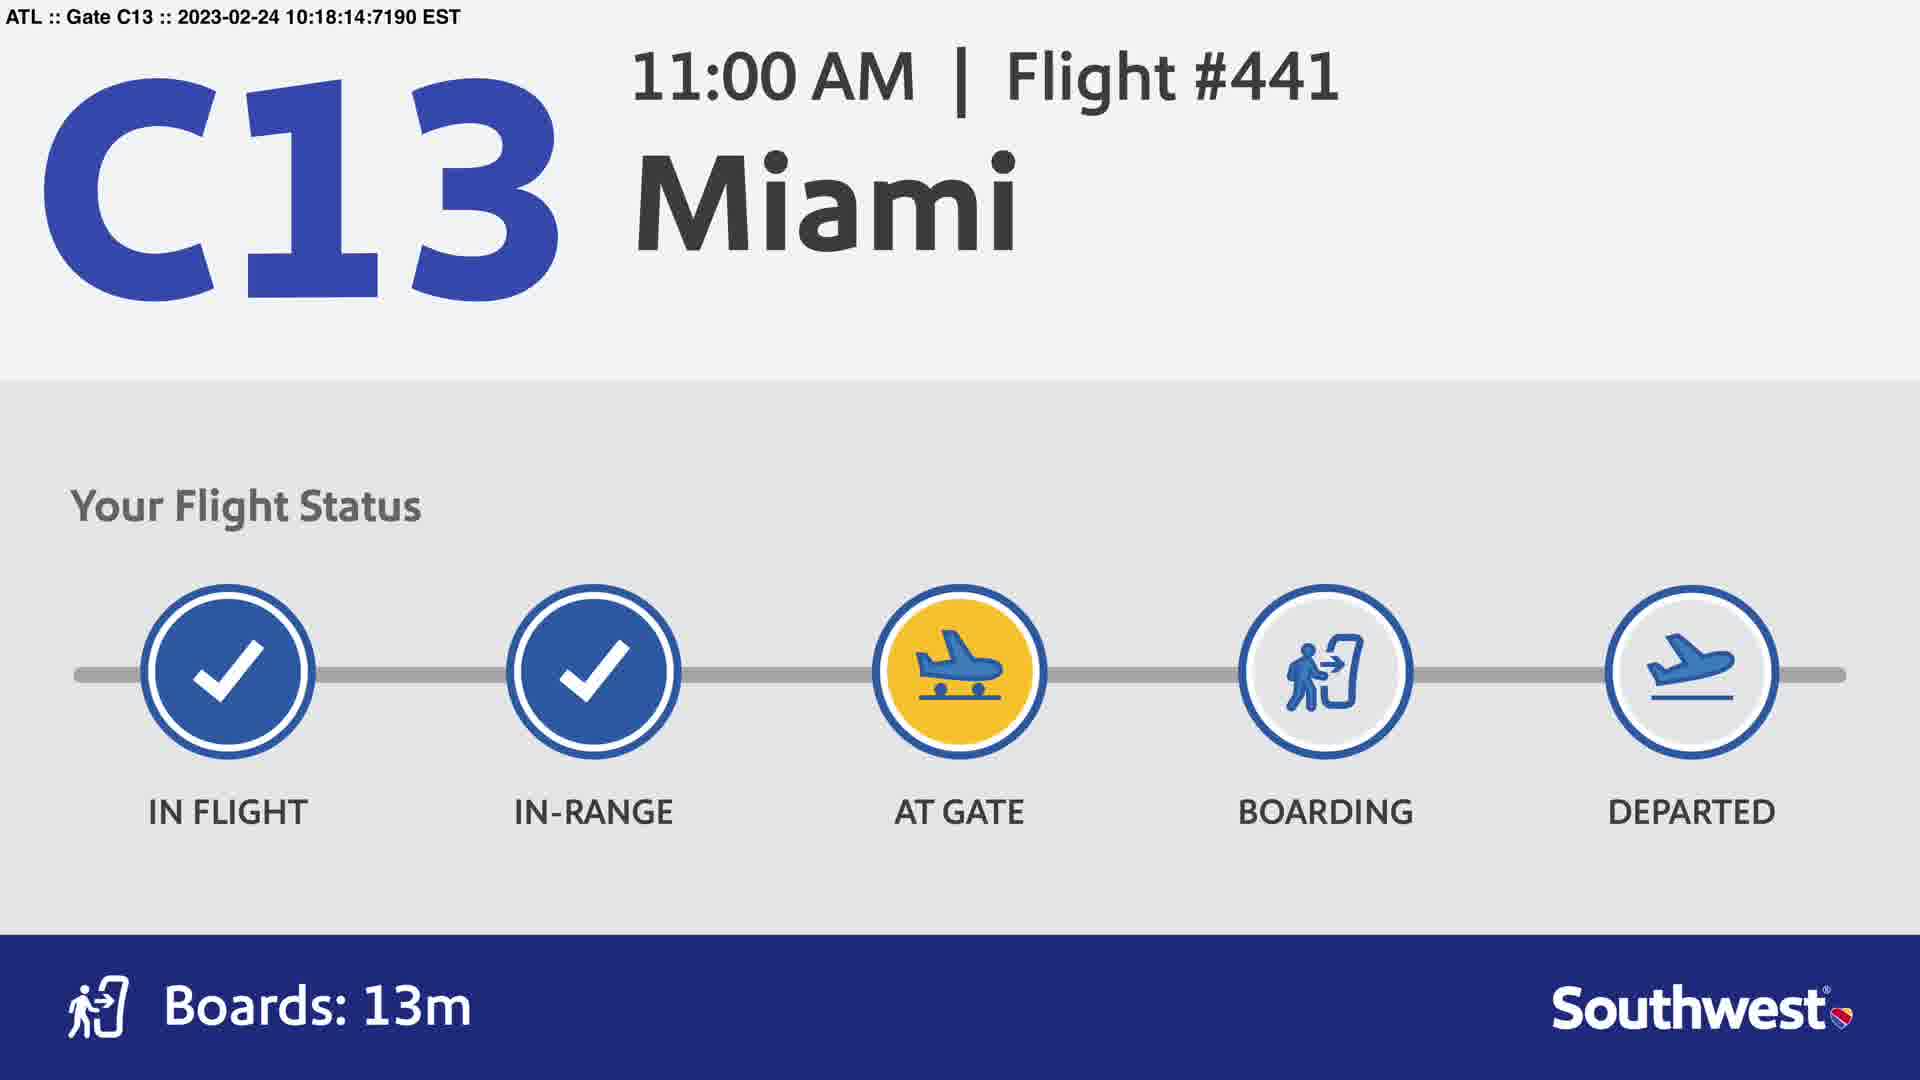 ATL :: Gate C13 :: 2023-02-24 10:18:14:7190 EST
C13
11:00 AM | Flight #441
Miami
Your Flight Status
IN FLIGHT
IN-RANGE
AT GATE
BOARDING
DEPARTED
Boards: 13m
Southwest®